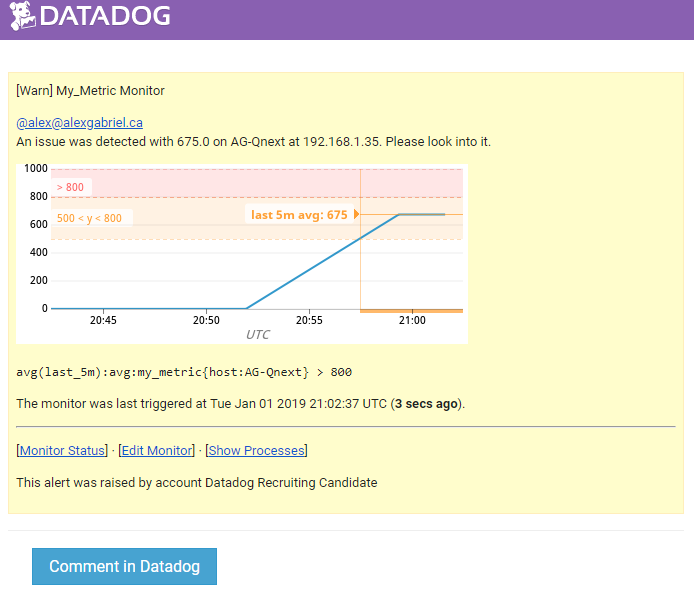 DATADOG
[Warn] My_Metric Monitor
@alex@alexgabriel.ca
An issue was detected with 675.0 on AG-Qnext at 192.168.1.35. Please look into it.
1000
> 800
800
500 < y < 800
last 5m avg: 675
600
400
200
0
20:45 20:50 20:55 21:00
UTC
avg(last_5m):avg:my_metric{host:AG-Qnext} > 800
The monitor was last triggered at Tue Jan 01 2019 21:02:37 UTC (3 secs ago).
[Monitor Status] · [Edit Monitor] · [Show Processes]
This alert was raised by account Datadog Recruiting Candidate
Comment in Datadog